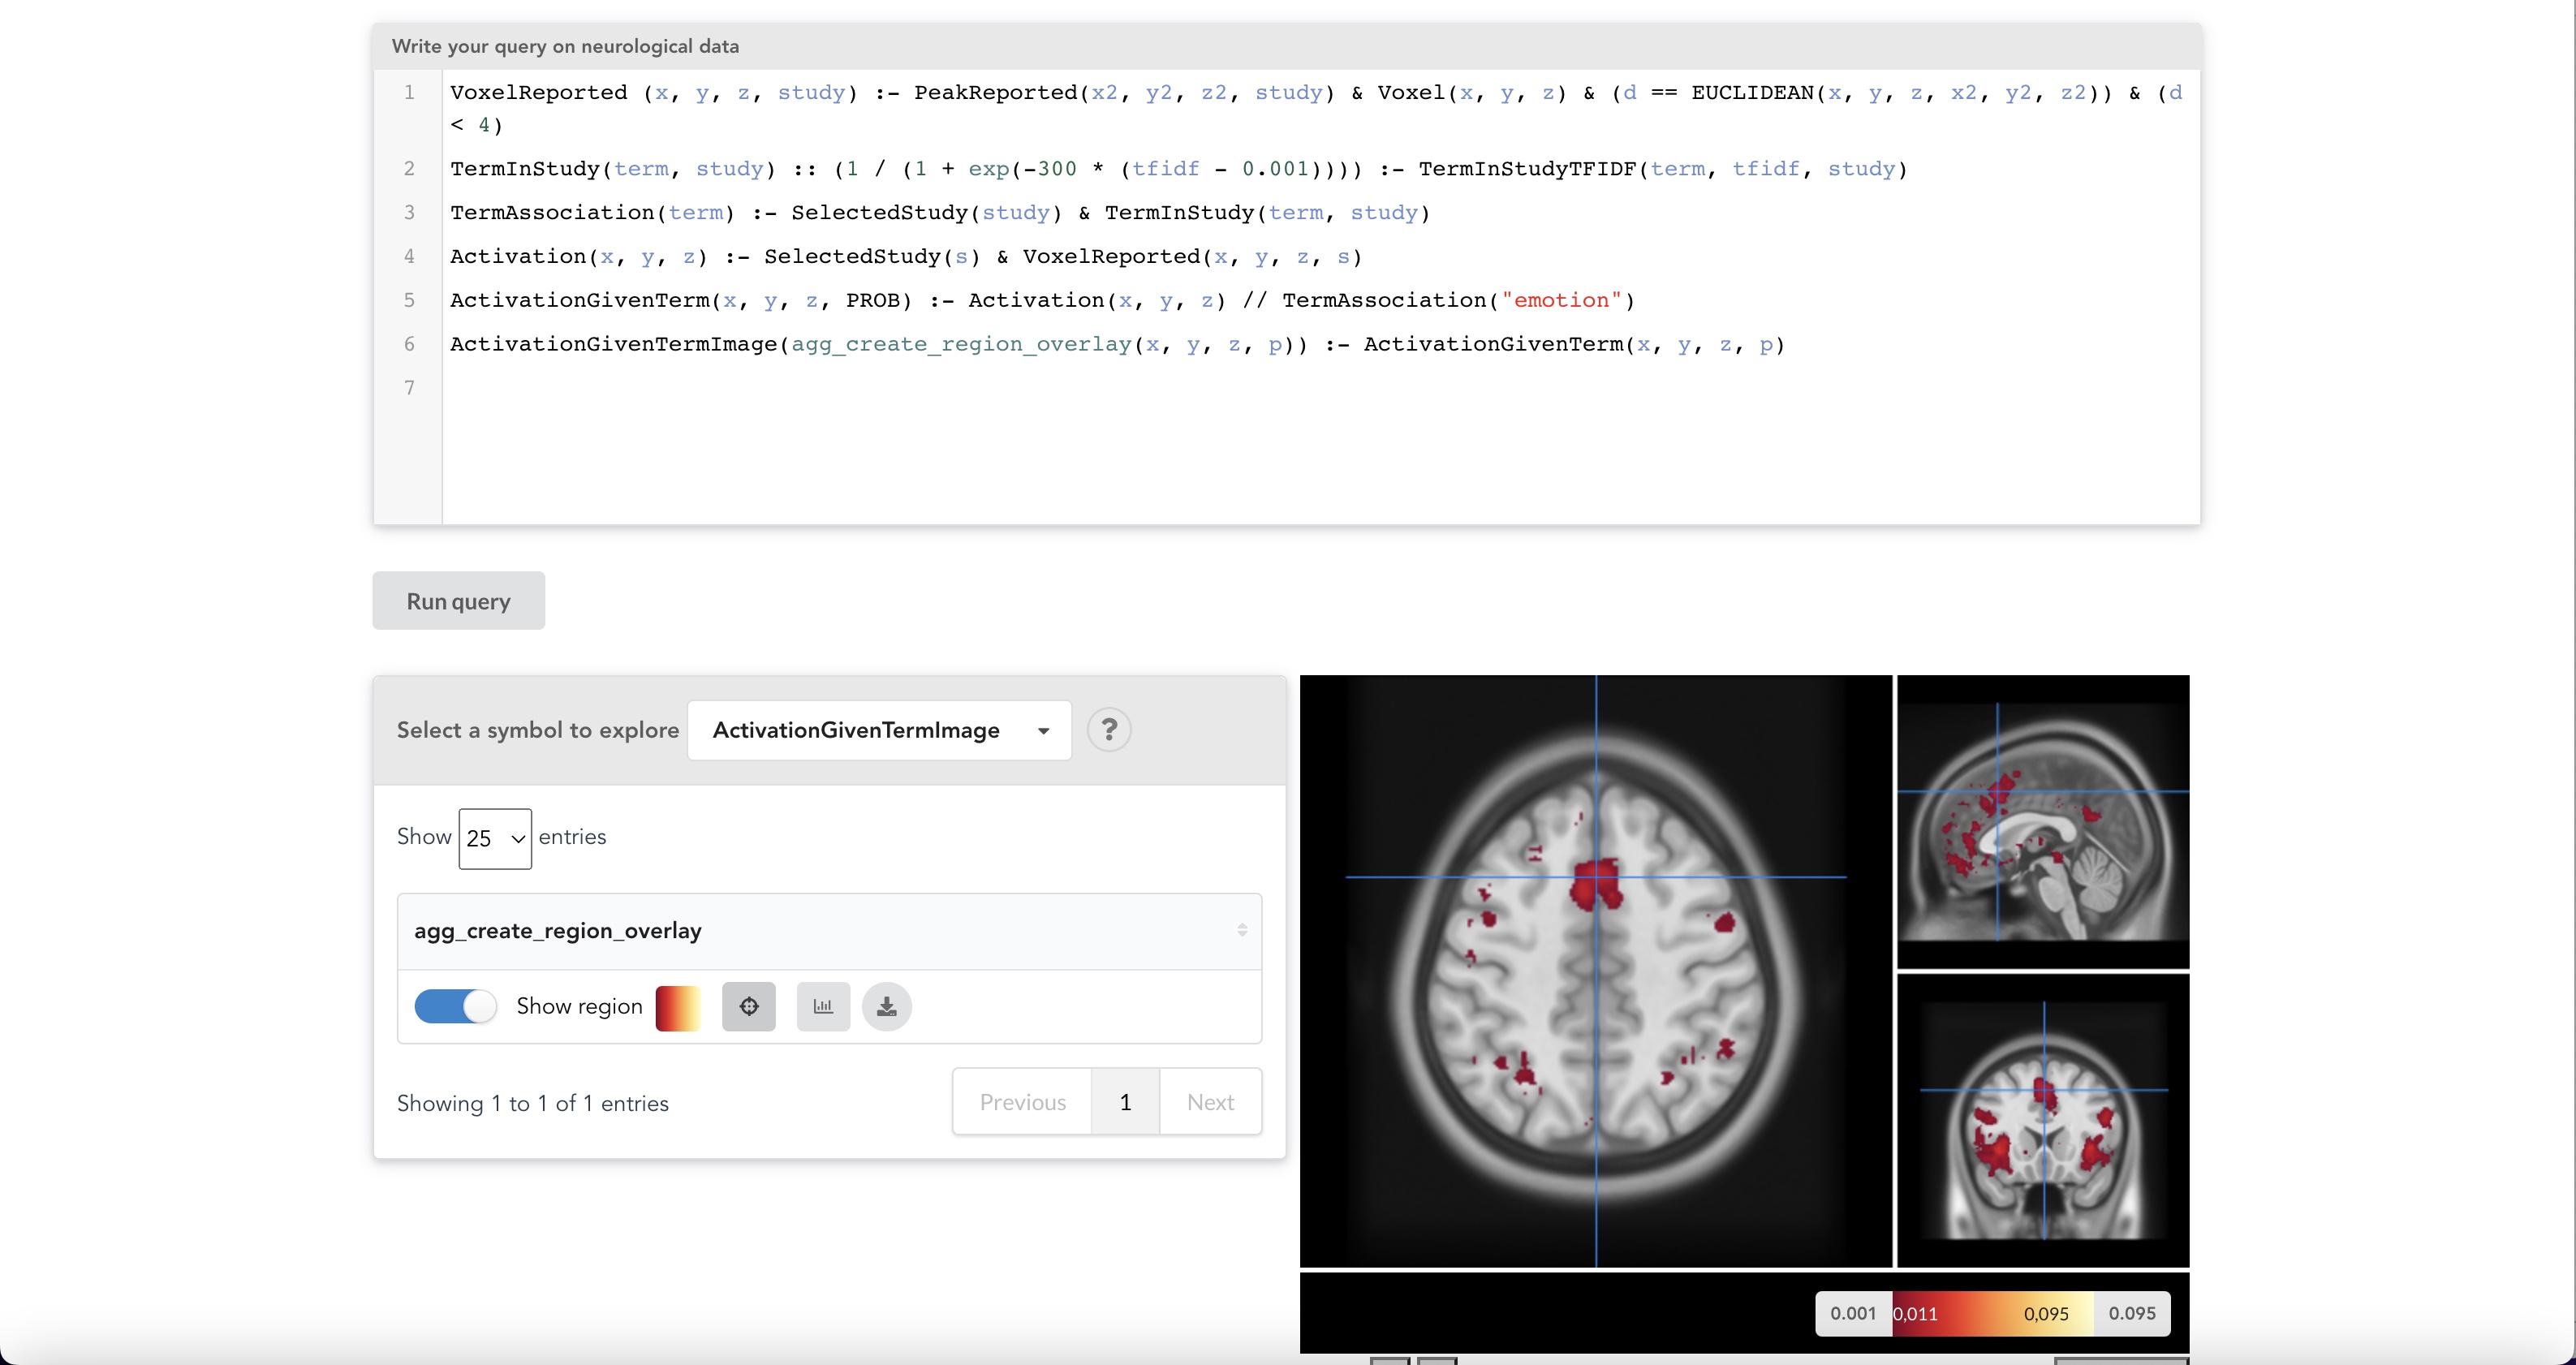 Write your query on neurological data
1 VoxelReported (x, y, z, study) :- PeakReported(x2, y2, z2, study) & Voxel(x, y, z) & (d == EUCLIDEAN(x, y, z, x2, y2, z2)) & (d
< 4)
2 TermInStudy(term, study) :: (1 / (1 + exp(-300 * (tfidf - 0.001)))) :- TermInStudyTFIDF(term, tfidf, study)
3 TermAssociation(term) :- SelectedStudy(study) & TermInStudy(term, study)
4 Activation(x, y, z) :- SelectedStudy(s) & VoxelReported(x, y, z, s)
5 ActivationGivenTerm(x, y, z, PROB) :- Activation(x, y, z) // TermAssociation("emotion")
6 ActivationGivenTermImage(agg_create_region_overlay(x, y, z, p)) :- ActivationGivenTerm(x, y, z, p)
7
Run query
Select a symbol to explore ActivationGivenTermImage ?
Show 25 entries
agg_create_region_overlay
Show region
Showing 1 to 1 of 1 entries Previous 1 Next
0.001 0,011 0,095 0.095